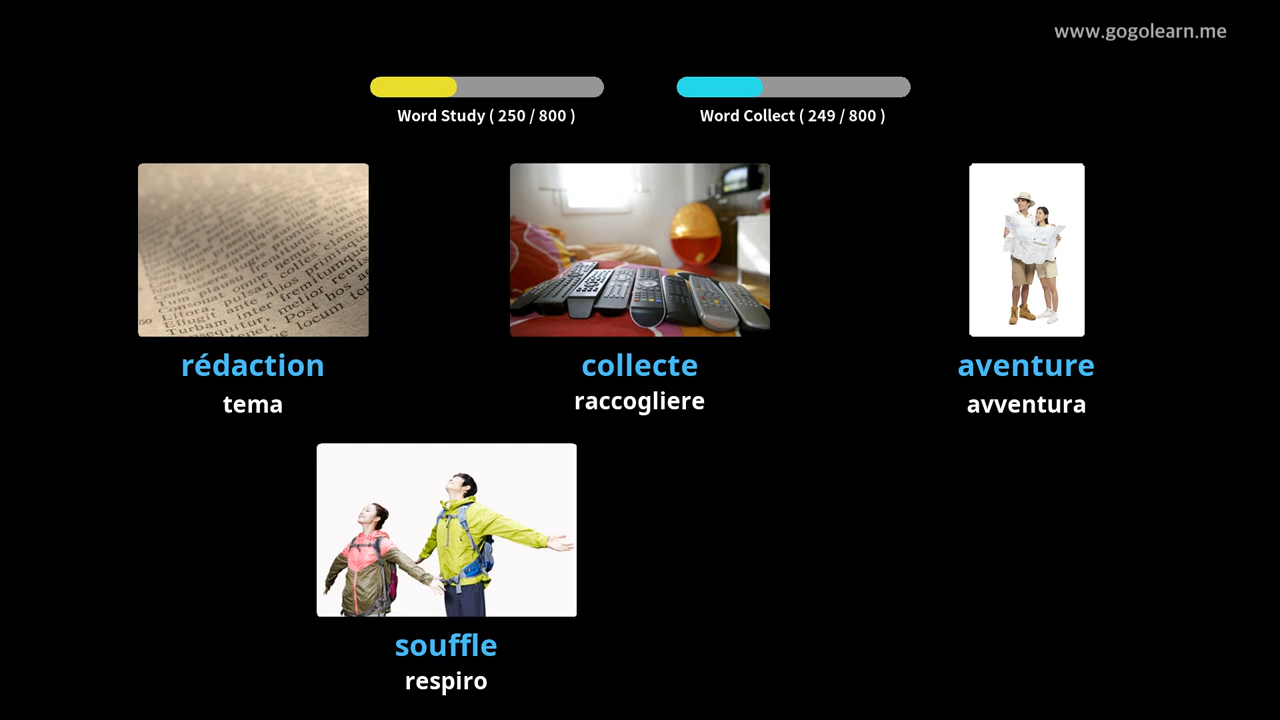 www.gogolearn.me
Word Study ( 250 / 800 )
Word Collect ( 249 / 800 )
rédaction
tema
collecte
raccogliere
aventure
avventura
souffle
respiro